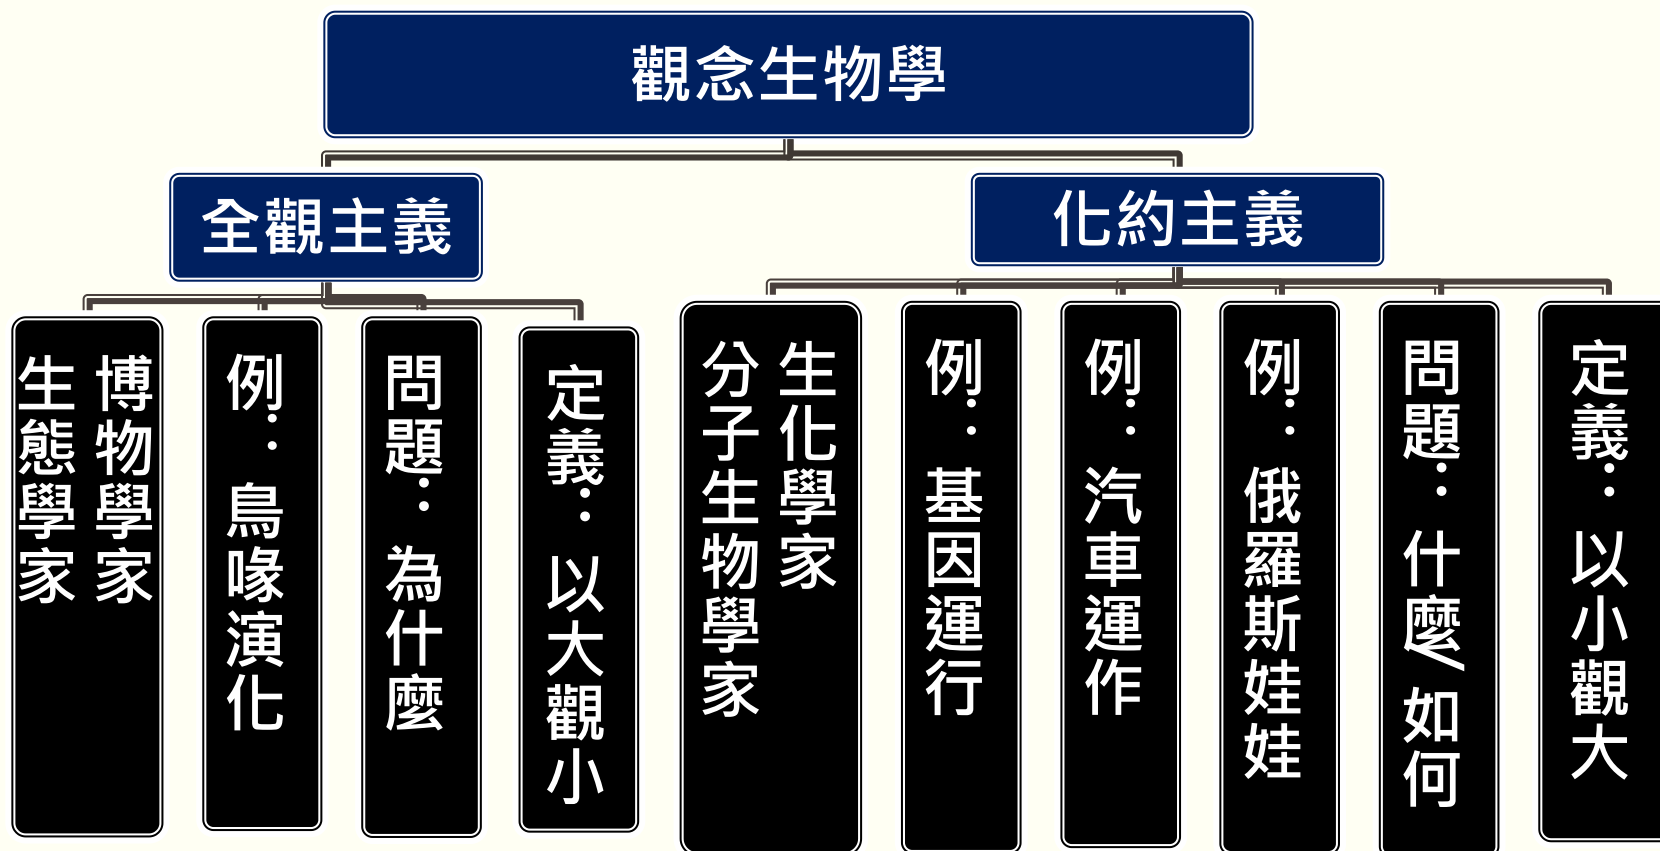 觀念生物學
全觀主義
化約主義
博物學家
生態學家
例：鳥喙演化
問題：為什麼
定義：以大觀小
生化學家
分子生物學家
例：基因運行
例：汽車運作
例：俄羅斯娃娃
問題：什麼/如何
定義：以小觀大